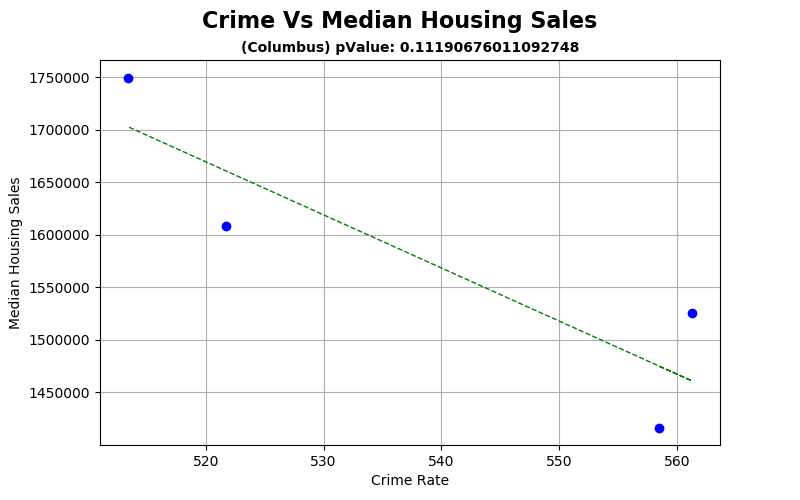 Crime Vs Median Housing Sales
(Columbus) pValue: 0.11190676011092748
1750000
1700000
1650000
1600000
1550000
1500000
1450000
Median Housing Sales
520 530 540 550 560
Crime Rate